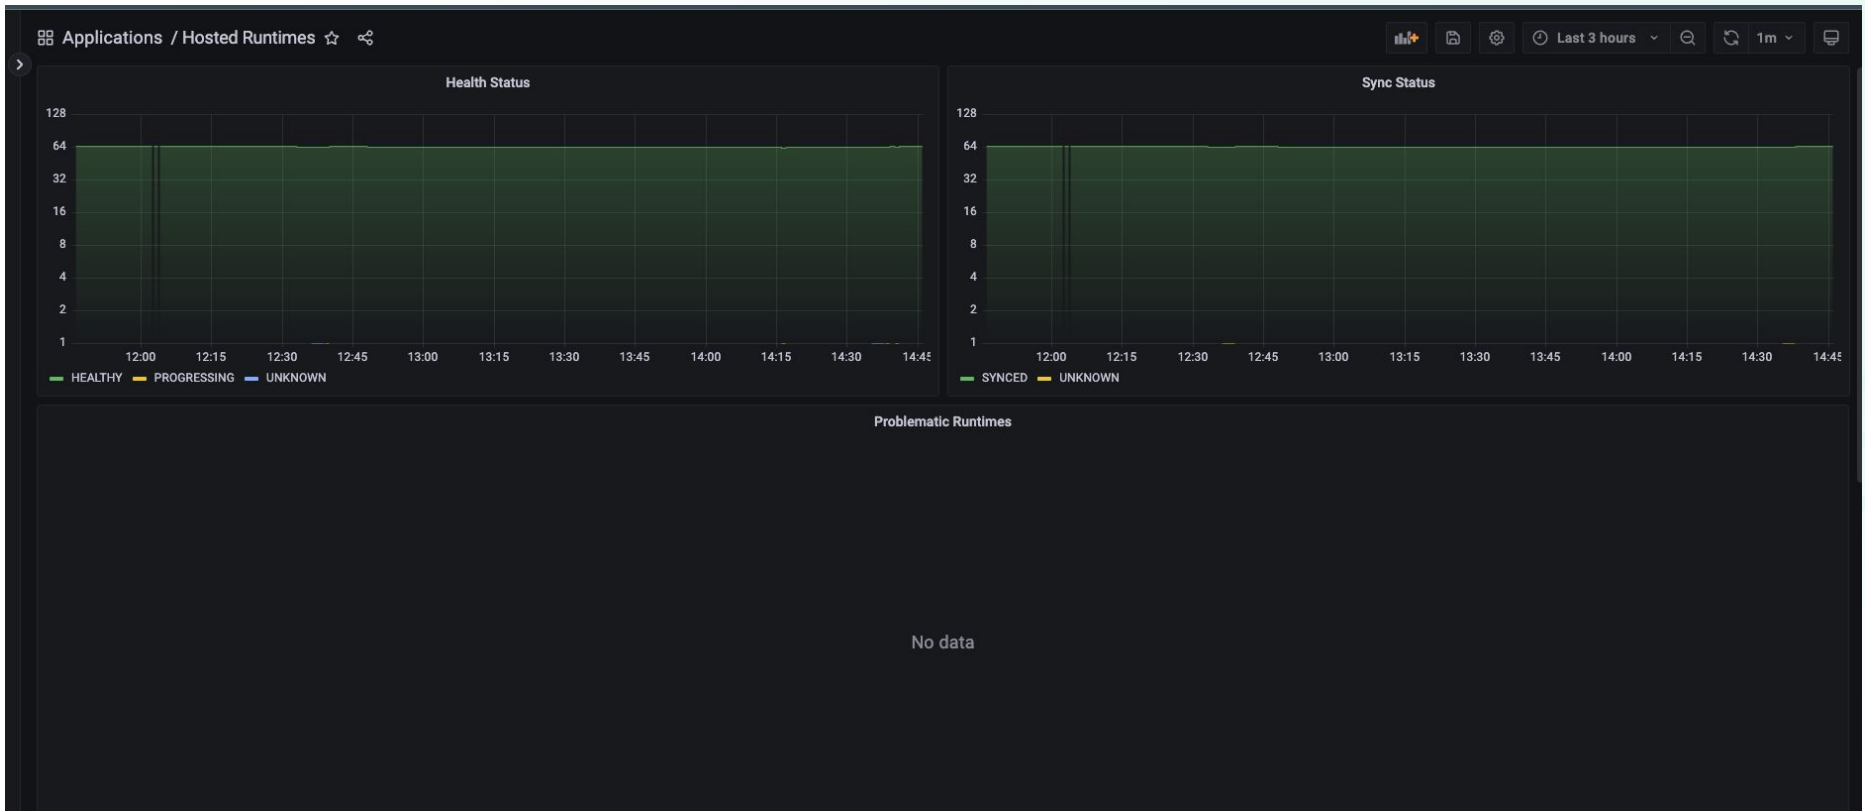 Applications / Hosted Runtimes
Last 3 hours
1m
Health Status
128
64
32
16
8
4
2
1
12:00 12:15 12:30 12:45 13:00 13:15 13:30 13:45 14:00 14:15 14:30 14:45
HEALTHY PROGRESSING UNKNOWN
Sync Status
128
64
32
16
8
4
2
1
12:00 12:15 12:30 12:45 13:00 13:15 13:30 13:45 14:00 14:15 14:30 14:45
SYNCED UNKNOWN
Problematic Runtimes
No data